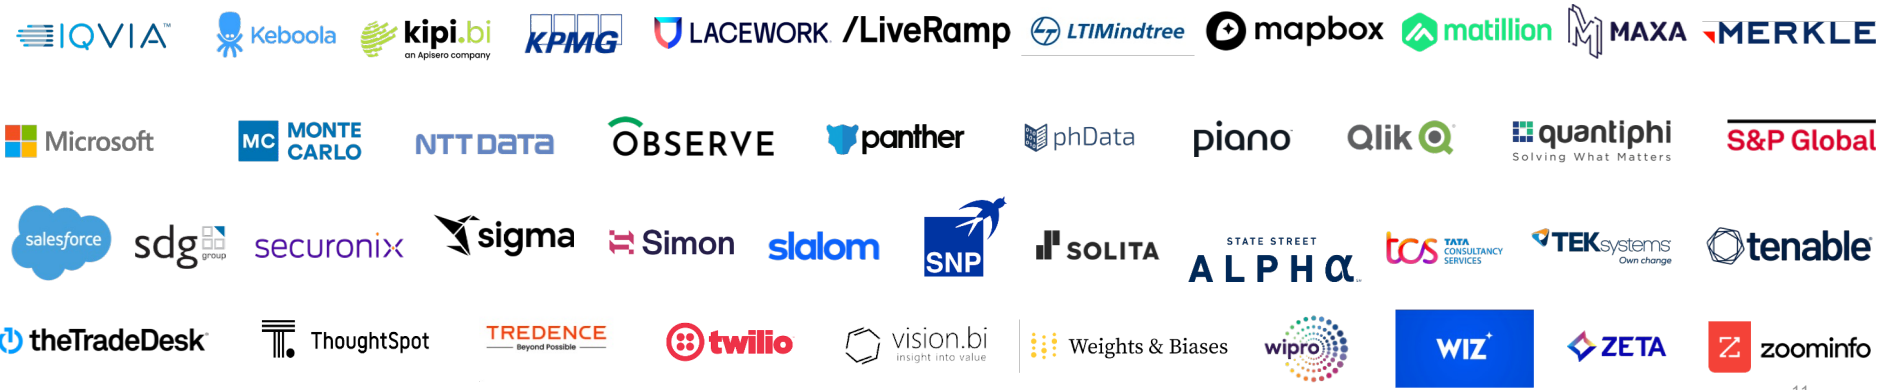 IQVIA™
Keboola
kipi.bi
an Apisero company
KPMG
LACEWORK
/LiveRamp
LTIMindtree
mapbox
matillion
MAXA
MERKLE
Microsoft
MC MONTE
CARLO
NTT DATA
OBSERVE
panther
phData
piano
Qlik
quantiphi
Solving What Matters
S&P Global
salesforce
sdg
group
securonix
sigma
Simon
slalom
SNP
SOLITA
STATE STREET
ALPHα
tcs TATA
CONSULTANCY
SERVICES
TEKsystems
Own change
tenable
theTradeDesk
ThoughtSpot
TREDENCE
Beyond Possible
twilio
vision.bi
insight into value
Weights & Biases
wipro
WIZ
ZETA
Z zoominfo